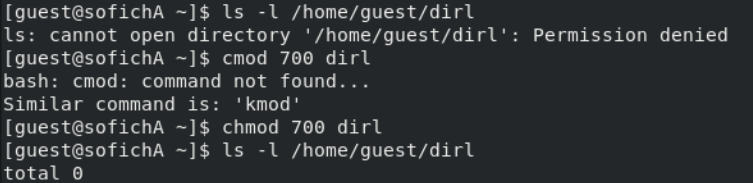 [guest@sofichA ~]$ ls -l /home/guest/dirl
ls: cannot open directory '/home/guest/dirl': Permission denied
[guest@sofichA ~]$ cmod 700 dirl
bash: cmod: command not found...
Similar command is: 'kmod'
[guest@sofichA ~]$ chmod 700 dirl
[guest@sofichA ~]$ ls -l /home/guest/dirl
total 0